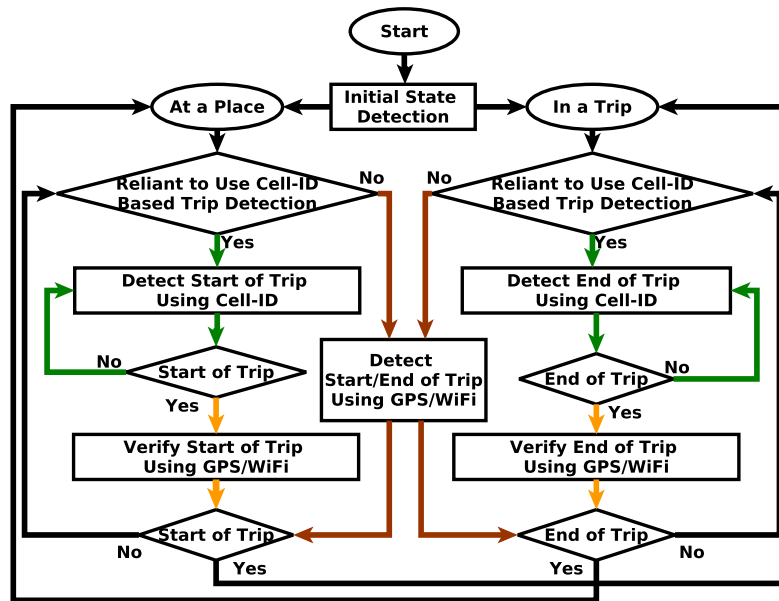 Start
Initial State
Detection
At a Place
In a Trip
Reliant to Use Cell-ID
Based Trip Detection
No
Yes
No
Reliant to Use Cell-ID
Based Trip Detection
Yes
Detect Start of Trip
Using Cell-ID
Detect End of Trip
Using Cell-ID
No
Start of Trip
Yes
Detect
Start/End of Trip
Using GPS/WiFi
End of Trip
No
Yes
Verify Start of Trip
Using GPS/WiFi
Verify End of Trip
Using GPS/WiFi
Start of Trip
No
Yes
End of Trip
No
Yes